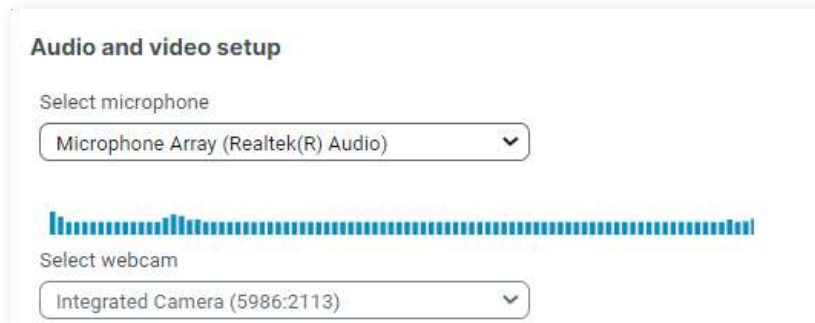 Audio and video setup
Select microphone
Microphone Array (Realtek(R) Audio)
Select webcam
Integrated Camera (5986:2113)